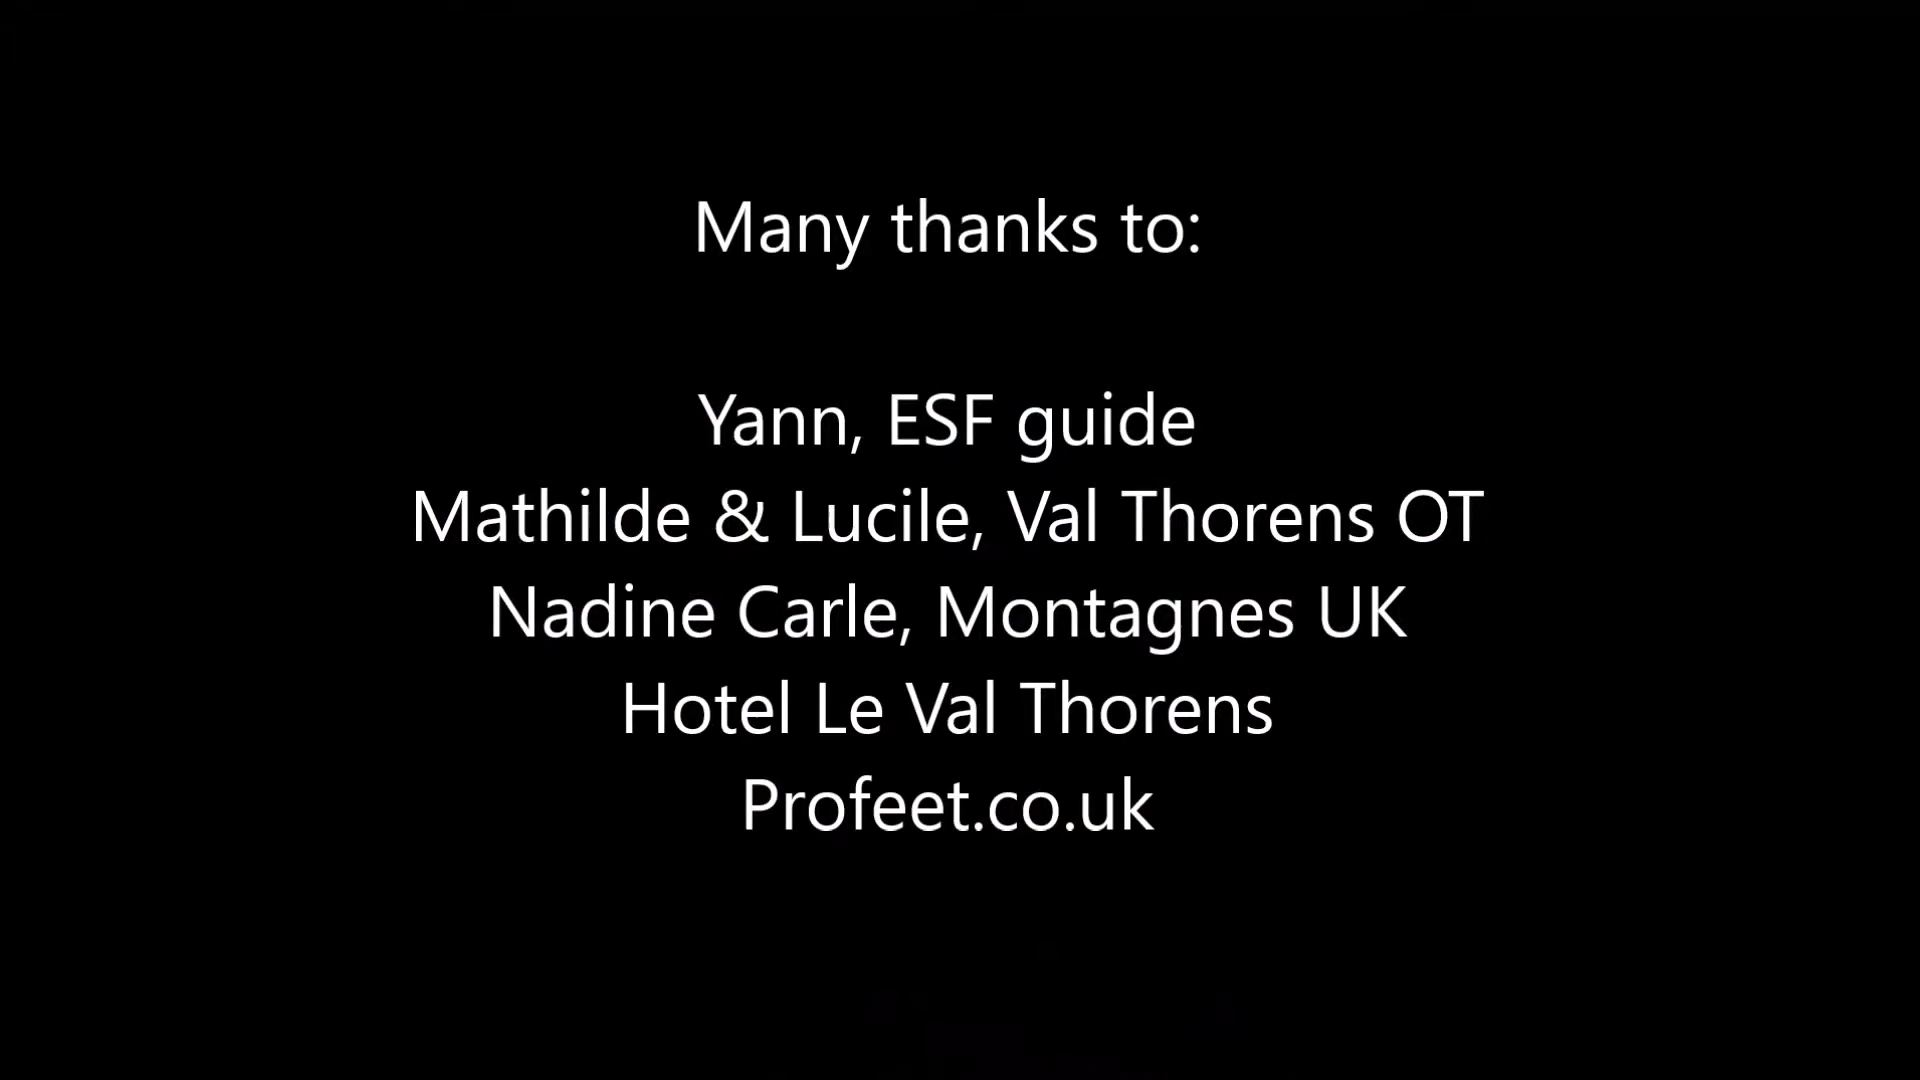 Many thanks to:
Yann, ESF guide
Mathilde & Lucile, Val Thorens OT
Nadine Carle, Montagnes UK
Hotel Le Val Thorens
Profeet.co.uk